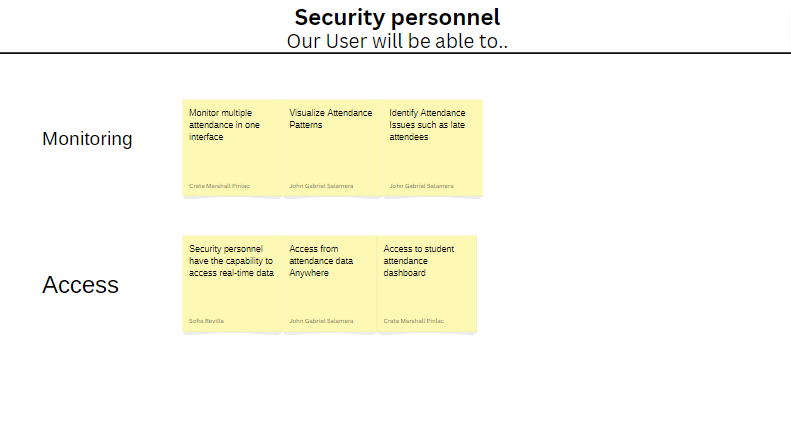 Security personnel
Our User will be able to..
Monitoring
Monitor multiple
attendance in one
interface
Crate Marshall Pinlac
Visualize Attendance
Patterns
John Gabriel Salamera
Identify Attendance
Issues such as late
attendees
John Gabriel Salamera
Access
Security personnel
have the capability to
access real-time data
Sofia Revilla
Access from
attendance data
Anywhere
John Gabriel Salamera
Access to student
attendance
dashboard
Crate Marshall Pinlac